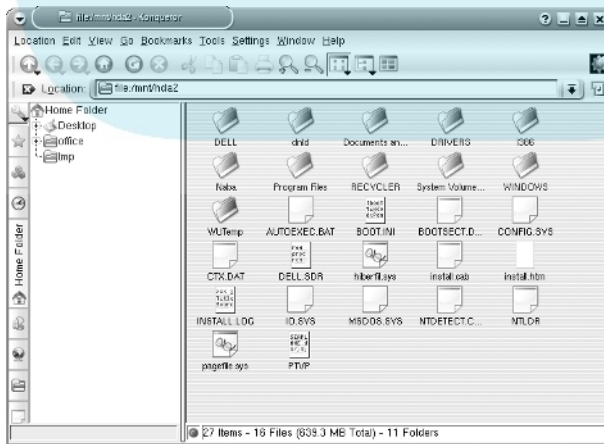 file:/mnt/hda2 - Konqueror
Location Edit View Go Bookmarks Tools Settings Window Help
Location: file:/mnt/hda2
Home Folder
Desktop
office
tmp
Home Folder
DELL dnld Documents an... DRIVERS I386
Naba Program Files RECYCLER System Volume... WINDOWS
WUTemp AUTOEXEC.BAT BOOT.INI BOOTSECT.D... CONFIG.SYS
CTX.DAT DELL.SDR hiberfil.sys install.cab install.htm
INSTALL.LOG IO.SYS MSDOS.SYS NTDETECT.C... NTLDR
pagefile.sys
27 Items - 16 Files (639.3 MB Total) - 11 Folders